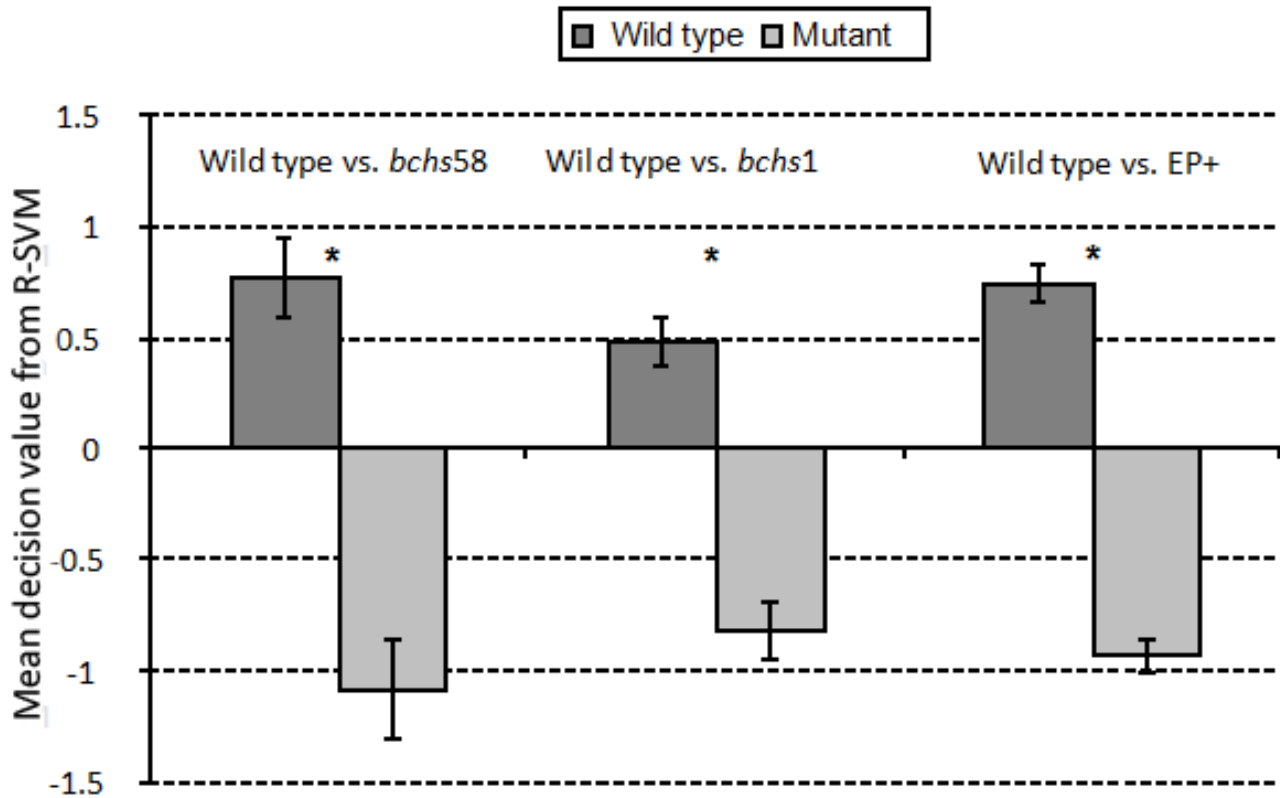 Wild type Mutant
1.5
Wild type vs. bchs58 Wild type vs. bchs1 Wild type vs. EP+
1
* * *
0.5
0
-0.5
-1
-1.5
Mean decision value from R-SVM